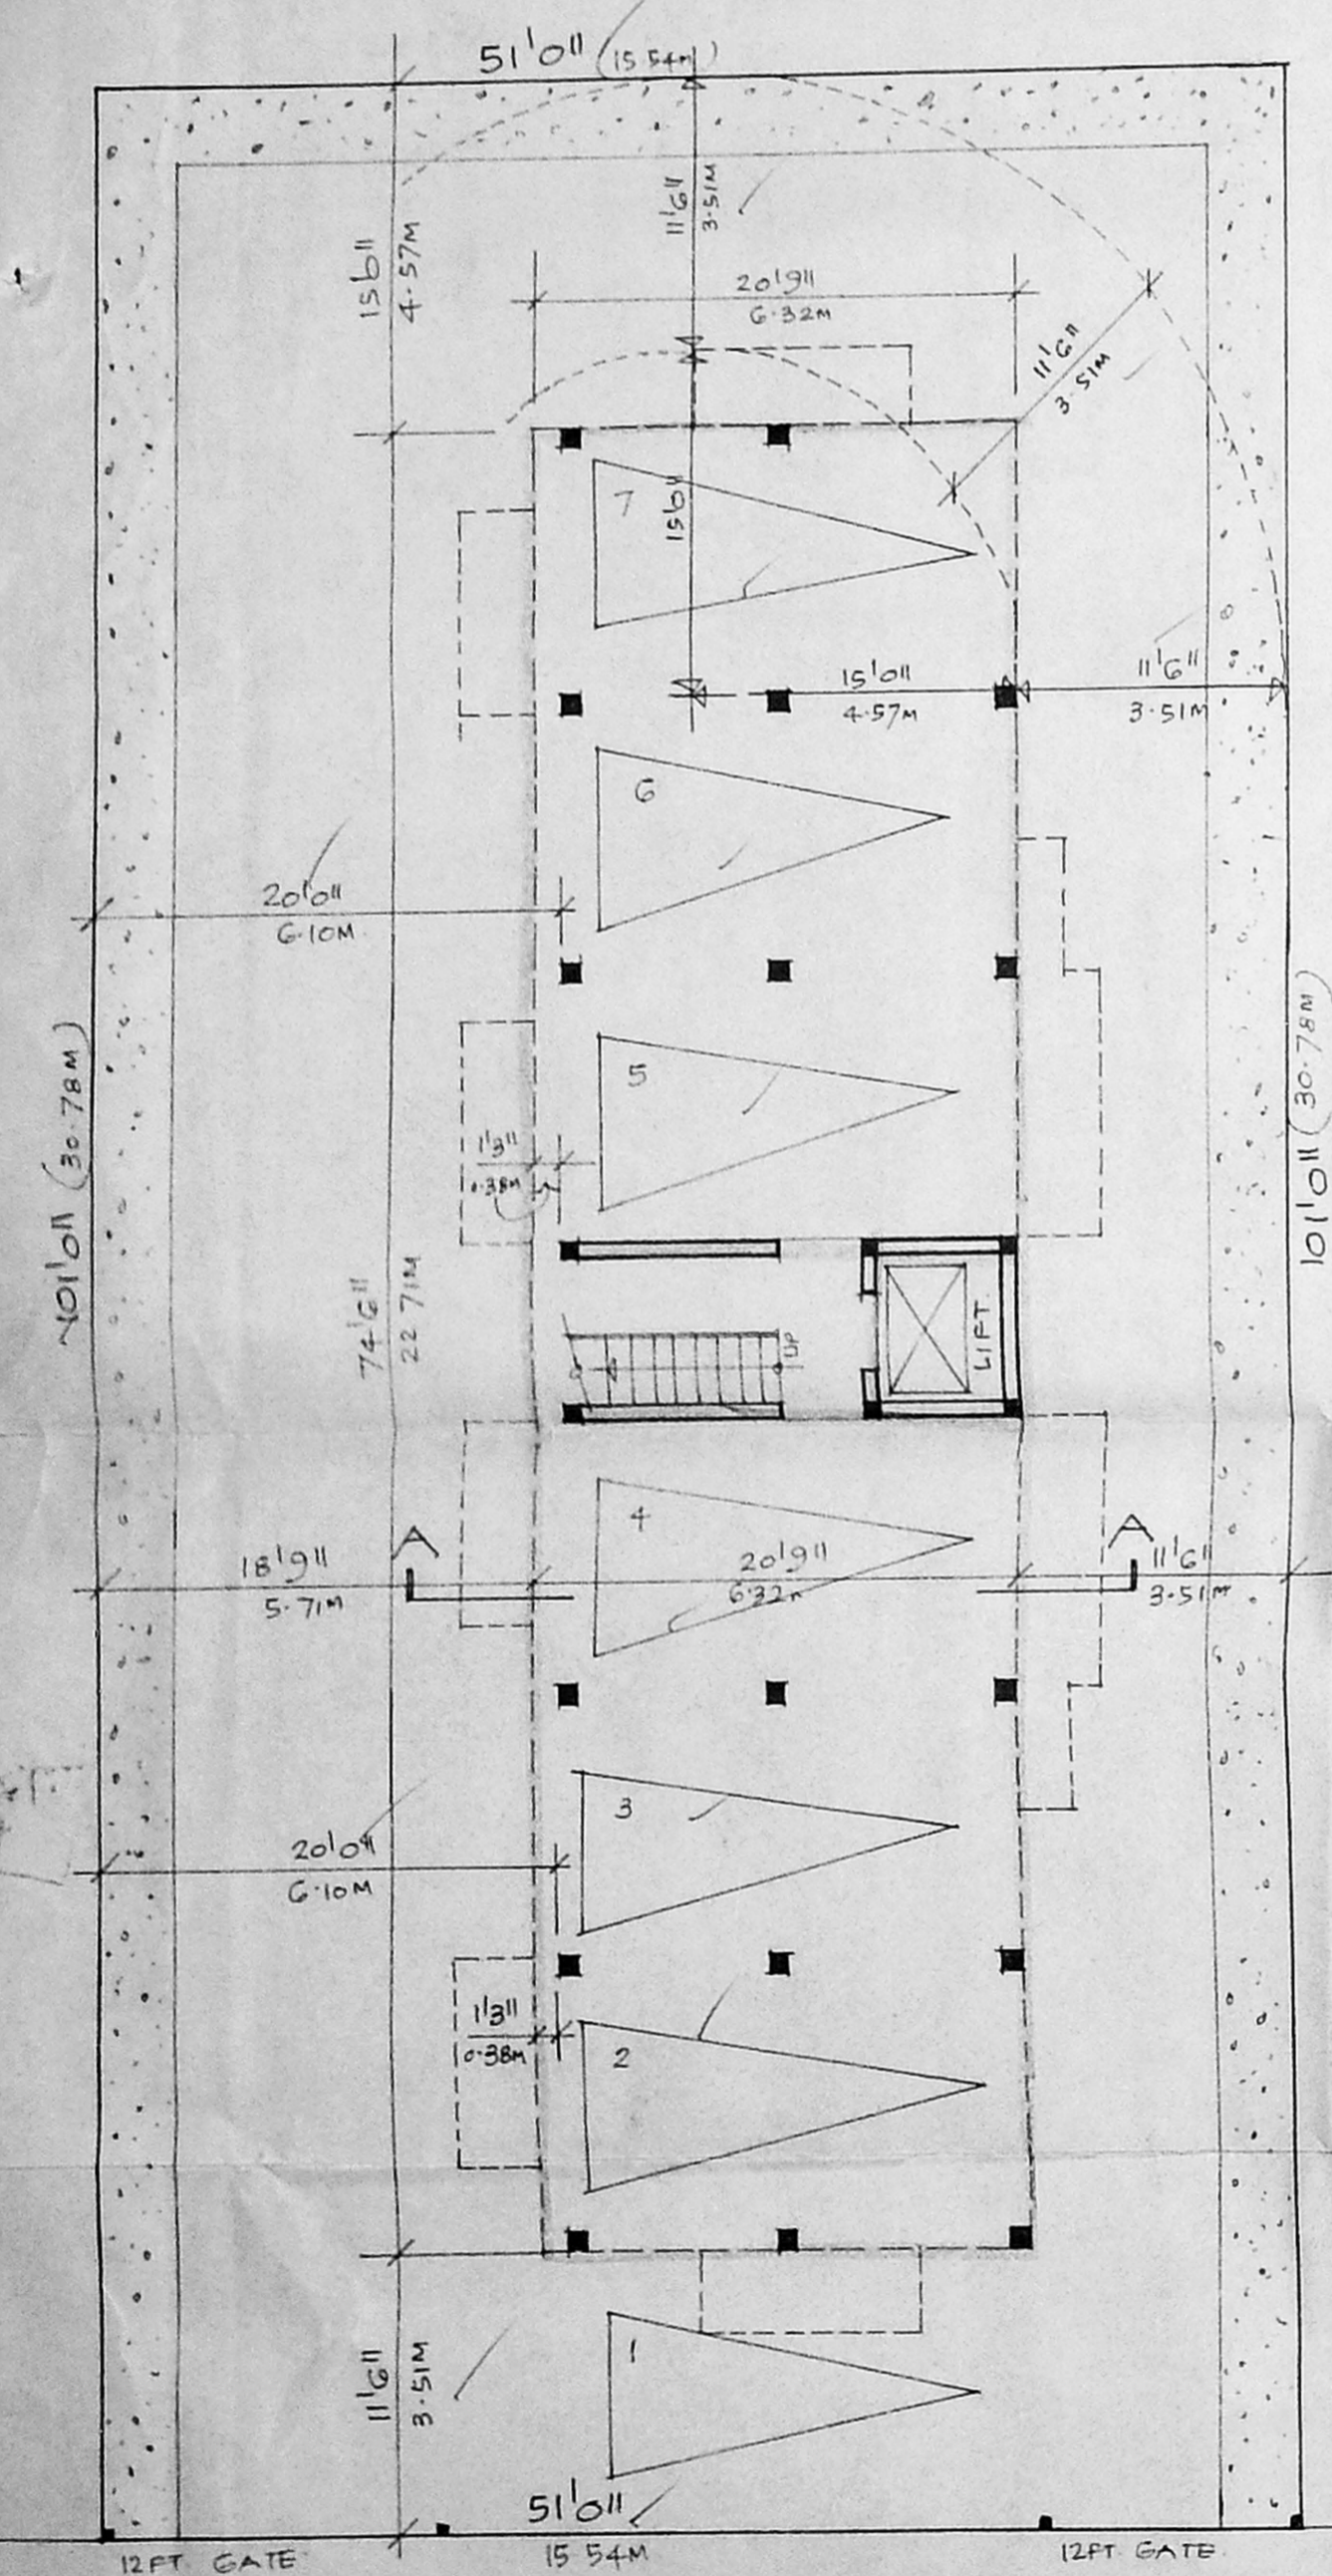 51'0" (15.54M)
11'6"
3.51M
15'0"
4.57M
20'9"
6.32M
11'6"
3.51M
7
15'0"
15'0"
4.57M
11'6"
3.51M
6
20'0"
6.10M
101'0" (30.78M)
101'0" (30.78M)
5
1'3"
0.38M
74'6"
22.71M
UP
LIFT
4
A
A
18'9"
5.71M
20'9"
6.32M
11'6"
3.51M
3
20'0"
6.10M
1'3"
0.38M
2
1
11'6"
3.51M
51'0"
15.54M
12FT. GATE
12FT. GATE